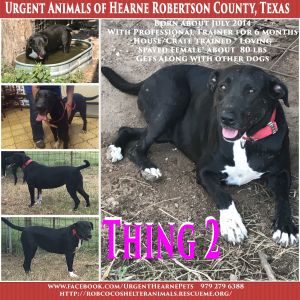 Urgent Animals of Hearne Robertson County, Texas
Born About July 2014
With Professional Trainer for 6 months
House/Crate Trained * Loving
Spayed Female* about 80 lbs
Gets Along With Other Dogs
Thing 2
www.facebook.com/UrgentHearnePets 979 279 6388
http://robcocoshelteranimals.rescueme.org/